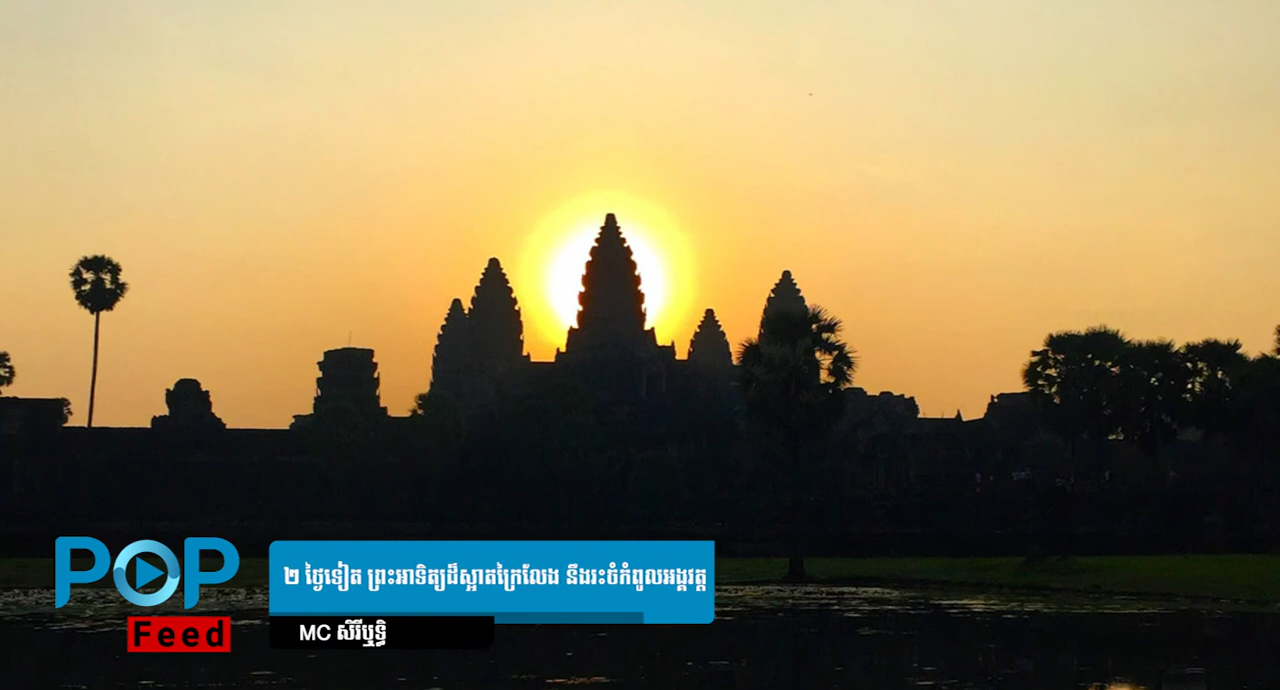 POP
Feed
២ ថ្ងៃទៀត ព្រះអាទិត្យដ៏ស្អាតក្រៃលែង នឹងរះចំកំពូលអង្គវត្ត
MC សិរីឫទ្ធិ